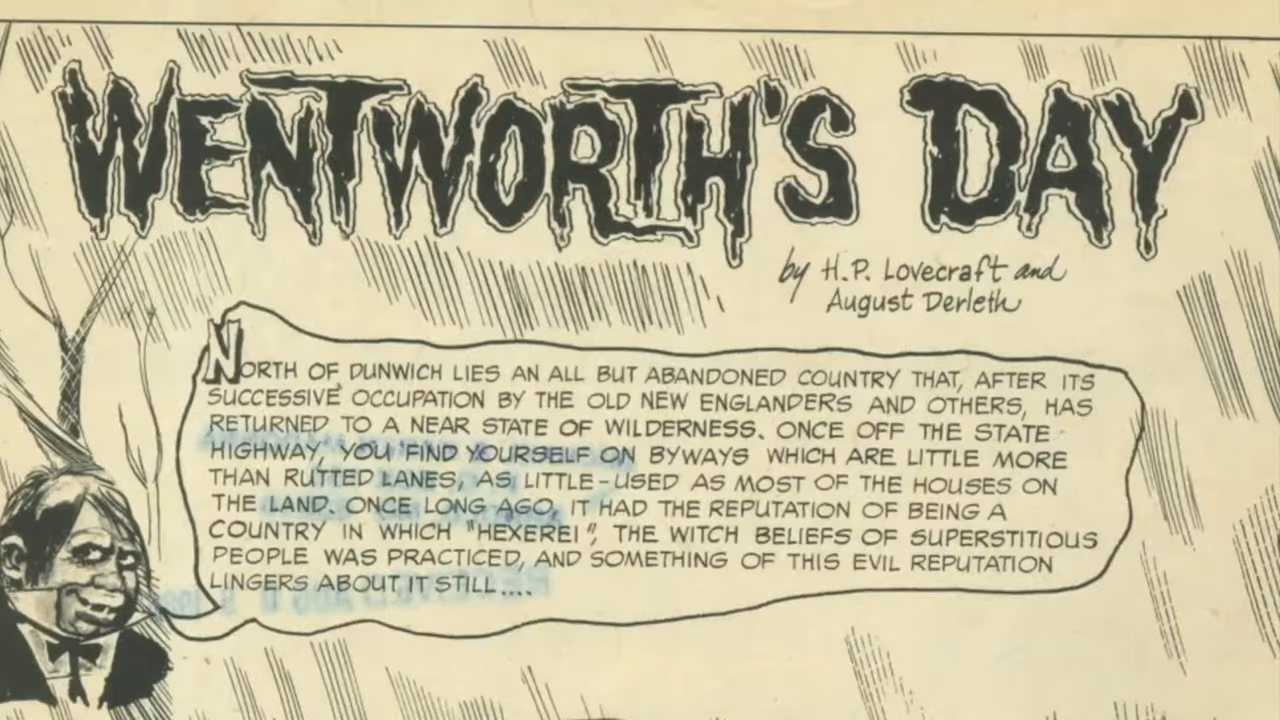 WENTWORTH'S DAY
by H.P. Lovecraft and
August Derleth
NORTH OF DUNWICH LIES AN ALL BUT ABANDONED COUNTRY THAT, AFTER ITS
SUCCESSIVE OCCUPATION BY THE OLD NEW ENGLANDERS AND OTHERS, HAS
RETURNED TO A NEAR STATE OF WILDERNESS. ONCE OFF THE STATE
HIGHWAY, YOU FIND YOURSELF ON BYWAYS WHICH ARE LITTLE MORE
THAN RUTTED LANES, AS LITTLE-USED AS MOST OF THE HOUSES ON
THE LAND. ONCE LONG AGO, IT HAD THE REPUTATION OF BEING A
COUNTRY IN WHICH "HEXEREI", THE WITCH BELIEFS OF SUPERSTITIOUS
PEOPLE WAS PRACTICED, AND SOMETHING OF THIS EVIL REPUTATION
LINGERS ABOUT IT STILL....